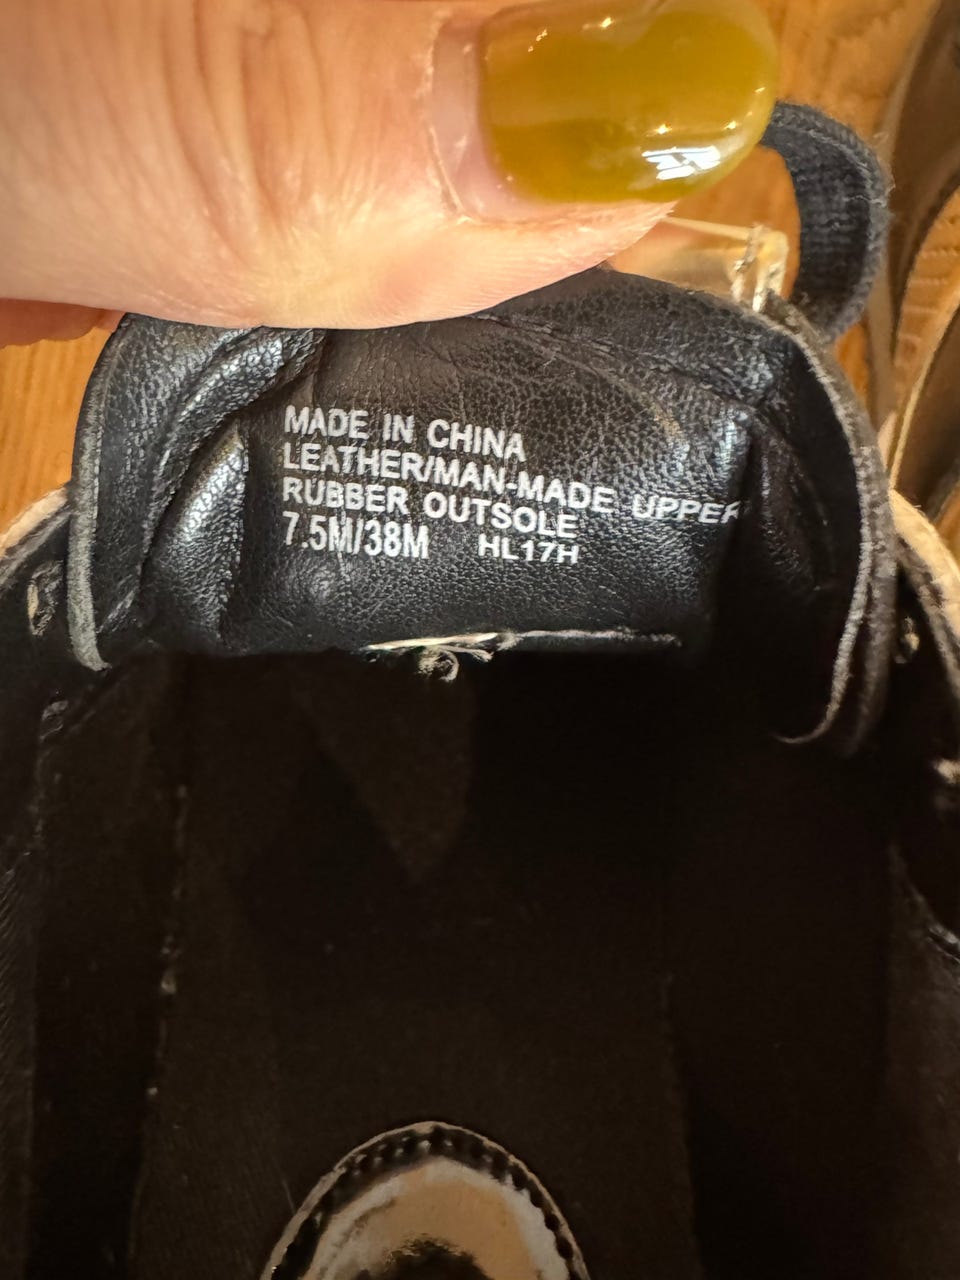 MADE IN CHINA
LEATHER/MAN-MADE UPPER
RUBBER OUTSOLE
7.5M/38M HL17H